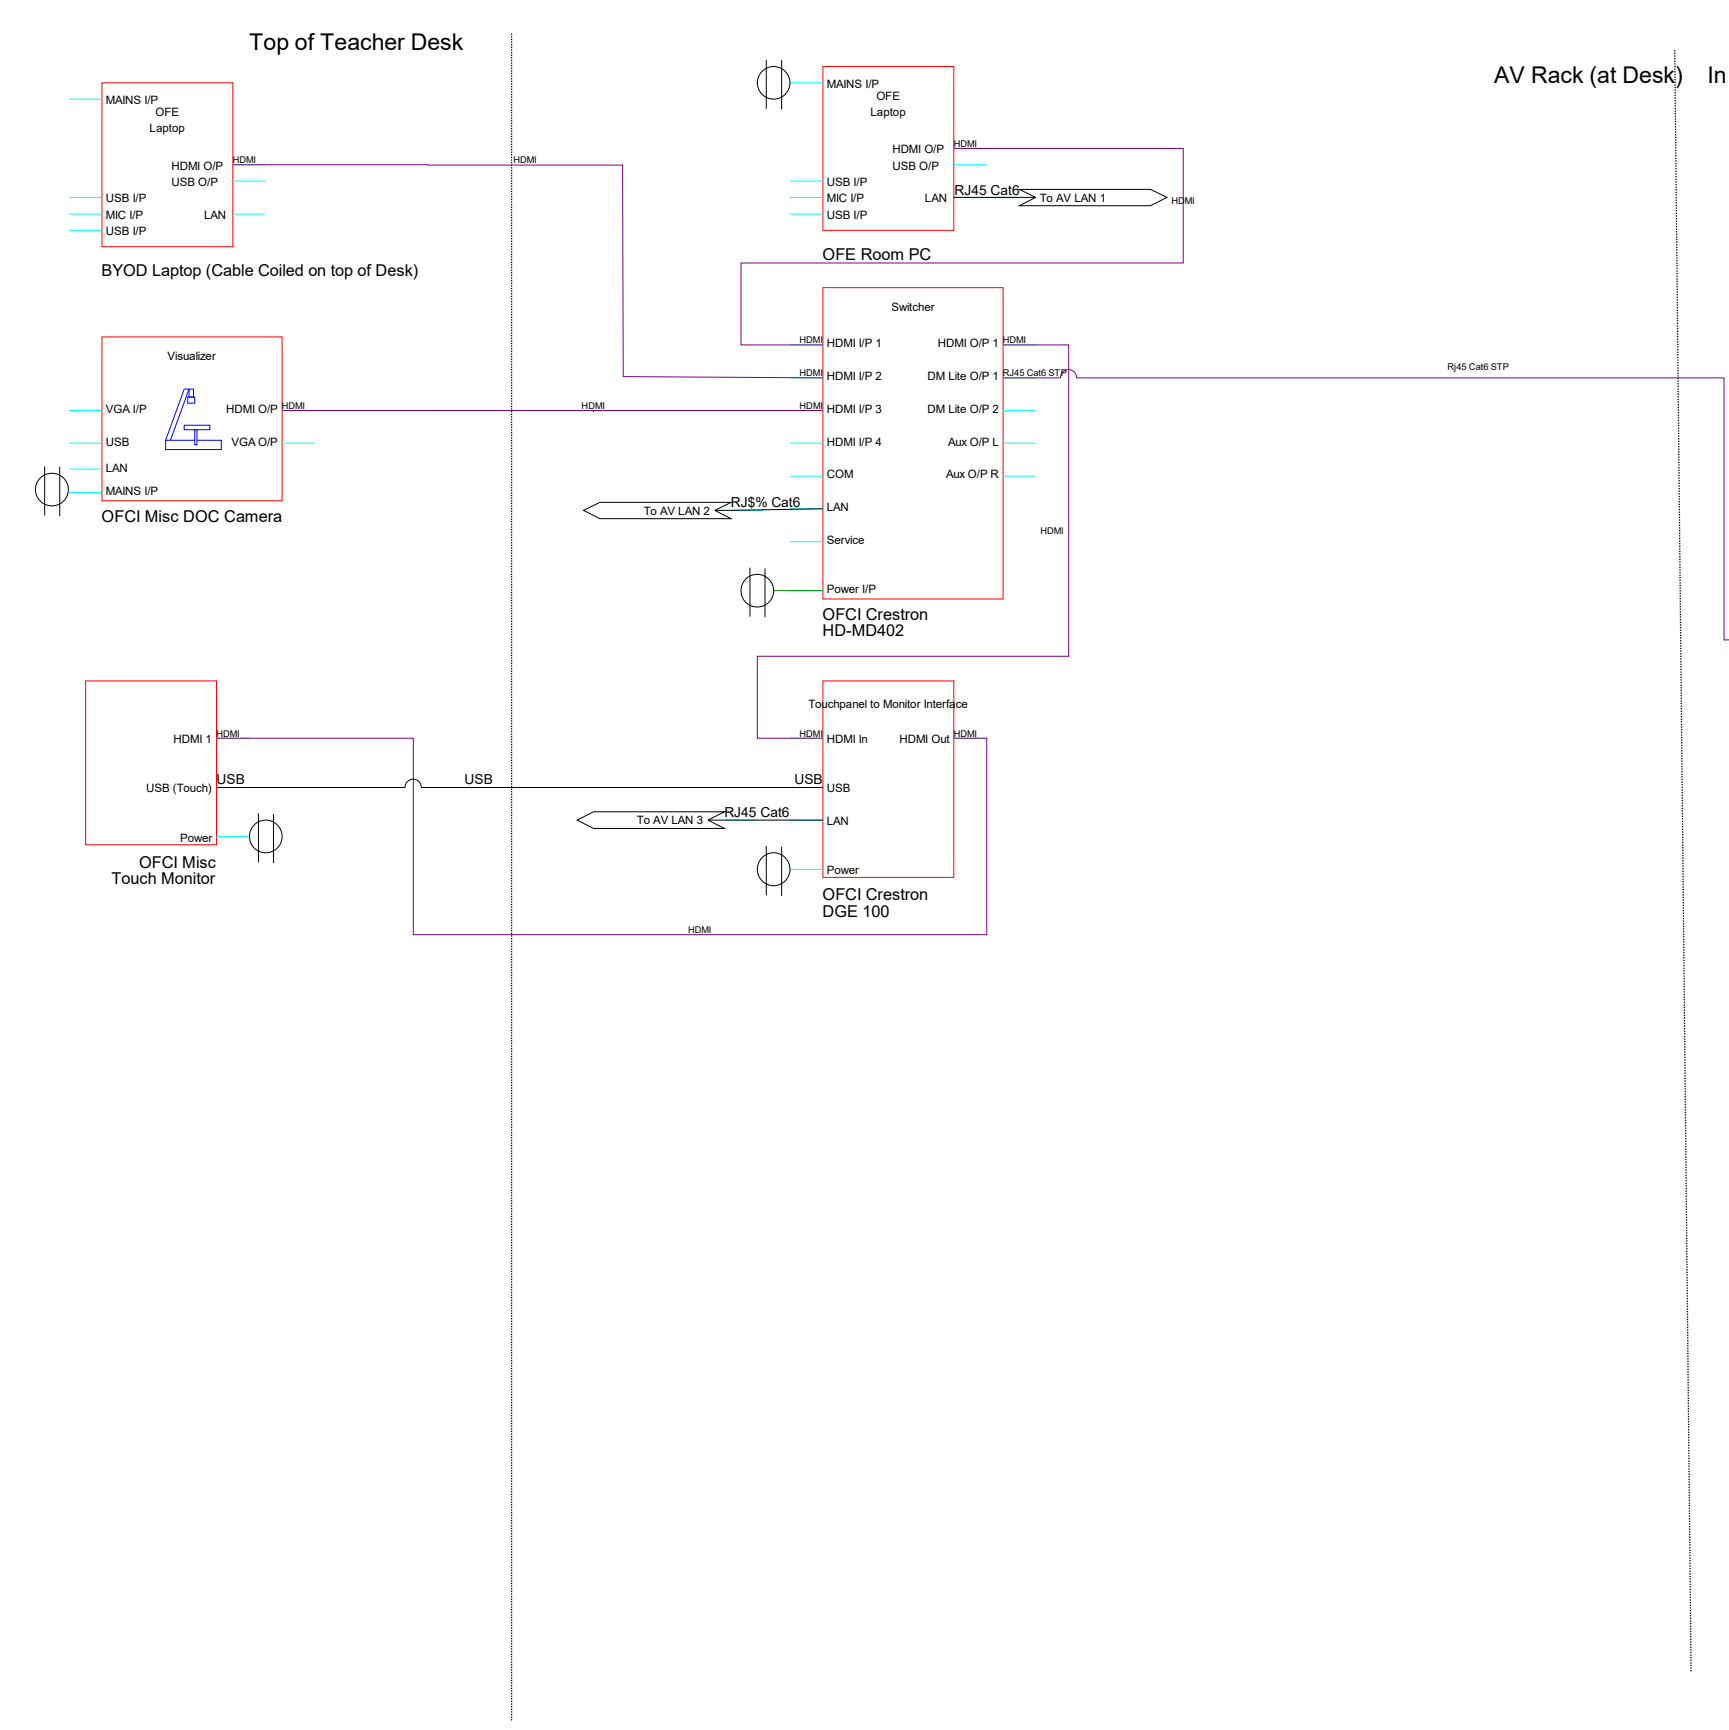 Top of Teacher Desk
AV Rack (at Desk)
In
MAINS I/P
OFE
Laptop
HDMI O/P
HDMI
HDMI
USB O/P
USB I/P
MIC I/P
LAN
USB I/P
BYOD Laptop (Cable Coiled on top of Desk)
MAINS I/P
OFE
Laptop
HDMI O/P
HDMI
USB O/P
USB I/P
MIC I/P
LAN
RJ45 Cat6
To AV LAN 1
HDMI
USB I/P
OFE Room PC
Visualizer
VGA I/P
HDMI O/P
HDMI
HDMI
USB
VGA O/P
LAN
MAINS I/P
OFCI Misc DOC Camera
Switcher
HDMI
HDMI I/P 1
HDMI O/P 1
HDMI
HDMI
HDMI I/P 2
DM Lite O/P 1
RJ45 Cat6 STP
Rj45 Cat6 STP
HDMI
HDMI I/P 3
DM Lite O/P 2
HDMI I/P 4
Aux O/P L
COM
Aux O/P R
To AV LAN 2
RJ$% Cat6
LAN
HDMI
Service
Power I/P
OFCI Crestron
HD-MD402
HDMI 1
HDMI
USB (Touch)
USB
USB
USB
Power
OFCI Misc
Touch Monitor
Touchpanel to Monitor Interface
HDMI
HDMI In
HDMI Out
HDMI
USB
To AV LAN 3
RJ45 Cat6
LAN
Power
OFCI Crestron
DGE 100
HDMI